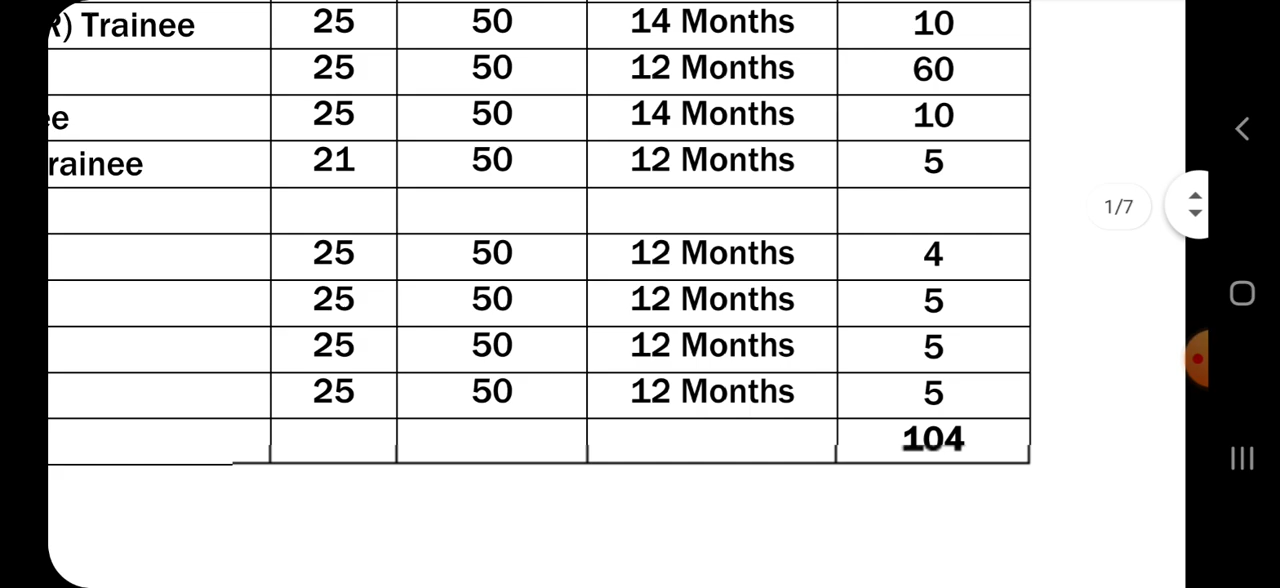 R) Trainee 25 50 14 Months 10
25 50 12 Months 60
ee 25 50 14 Months 10
rainee 21 50 12 Months 5
25 50 12 Months 4
25 50 12 Months 5
25 50 12 Months 5
25 50 12 Months 5
104
1/7